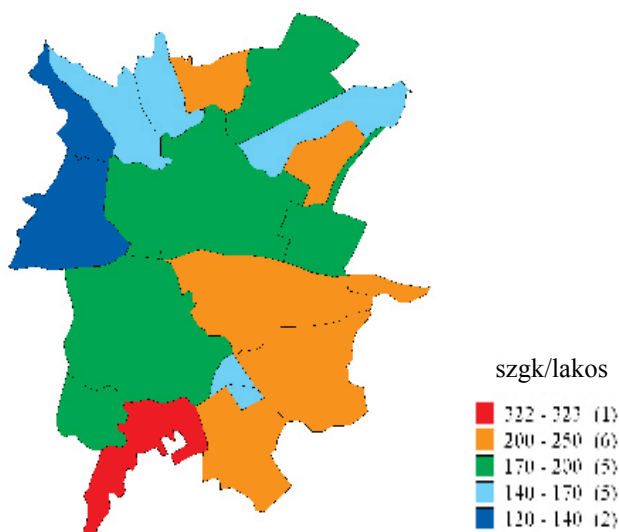 szgk/lakos
322 - 323 (1)
200 - 250 (6)
170 - 200 (5)
140 - 170 (5)
120 - 140 (2)